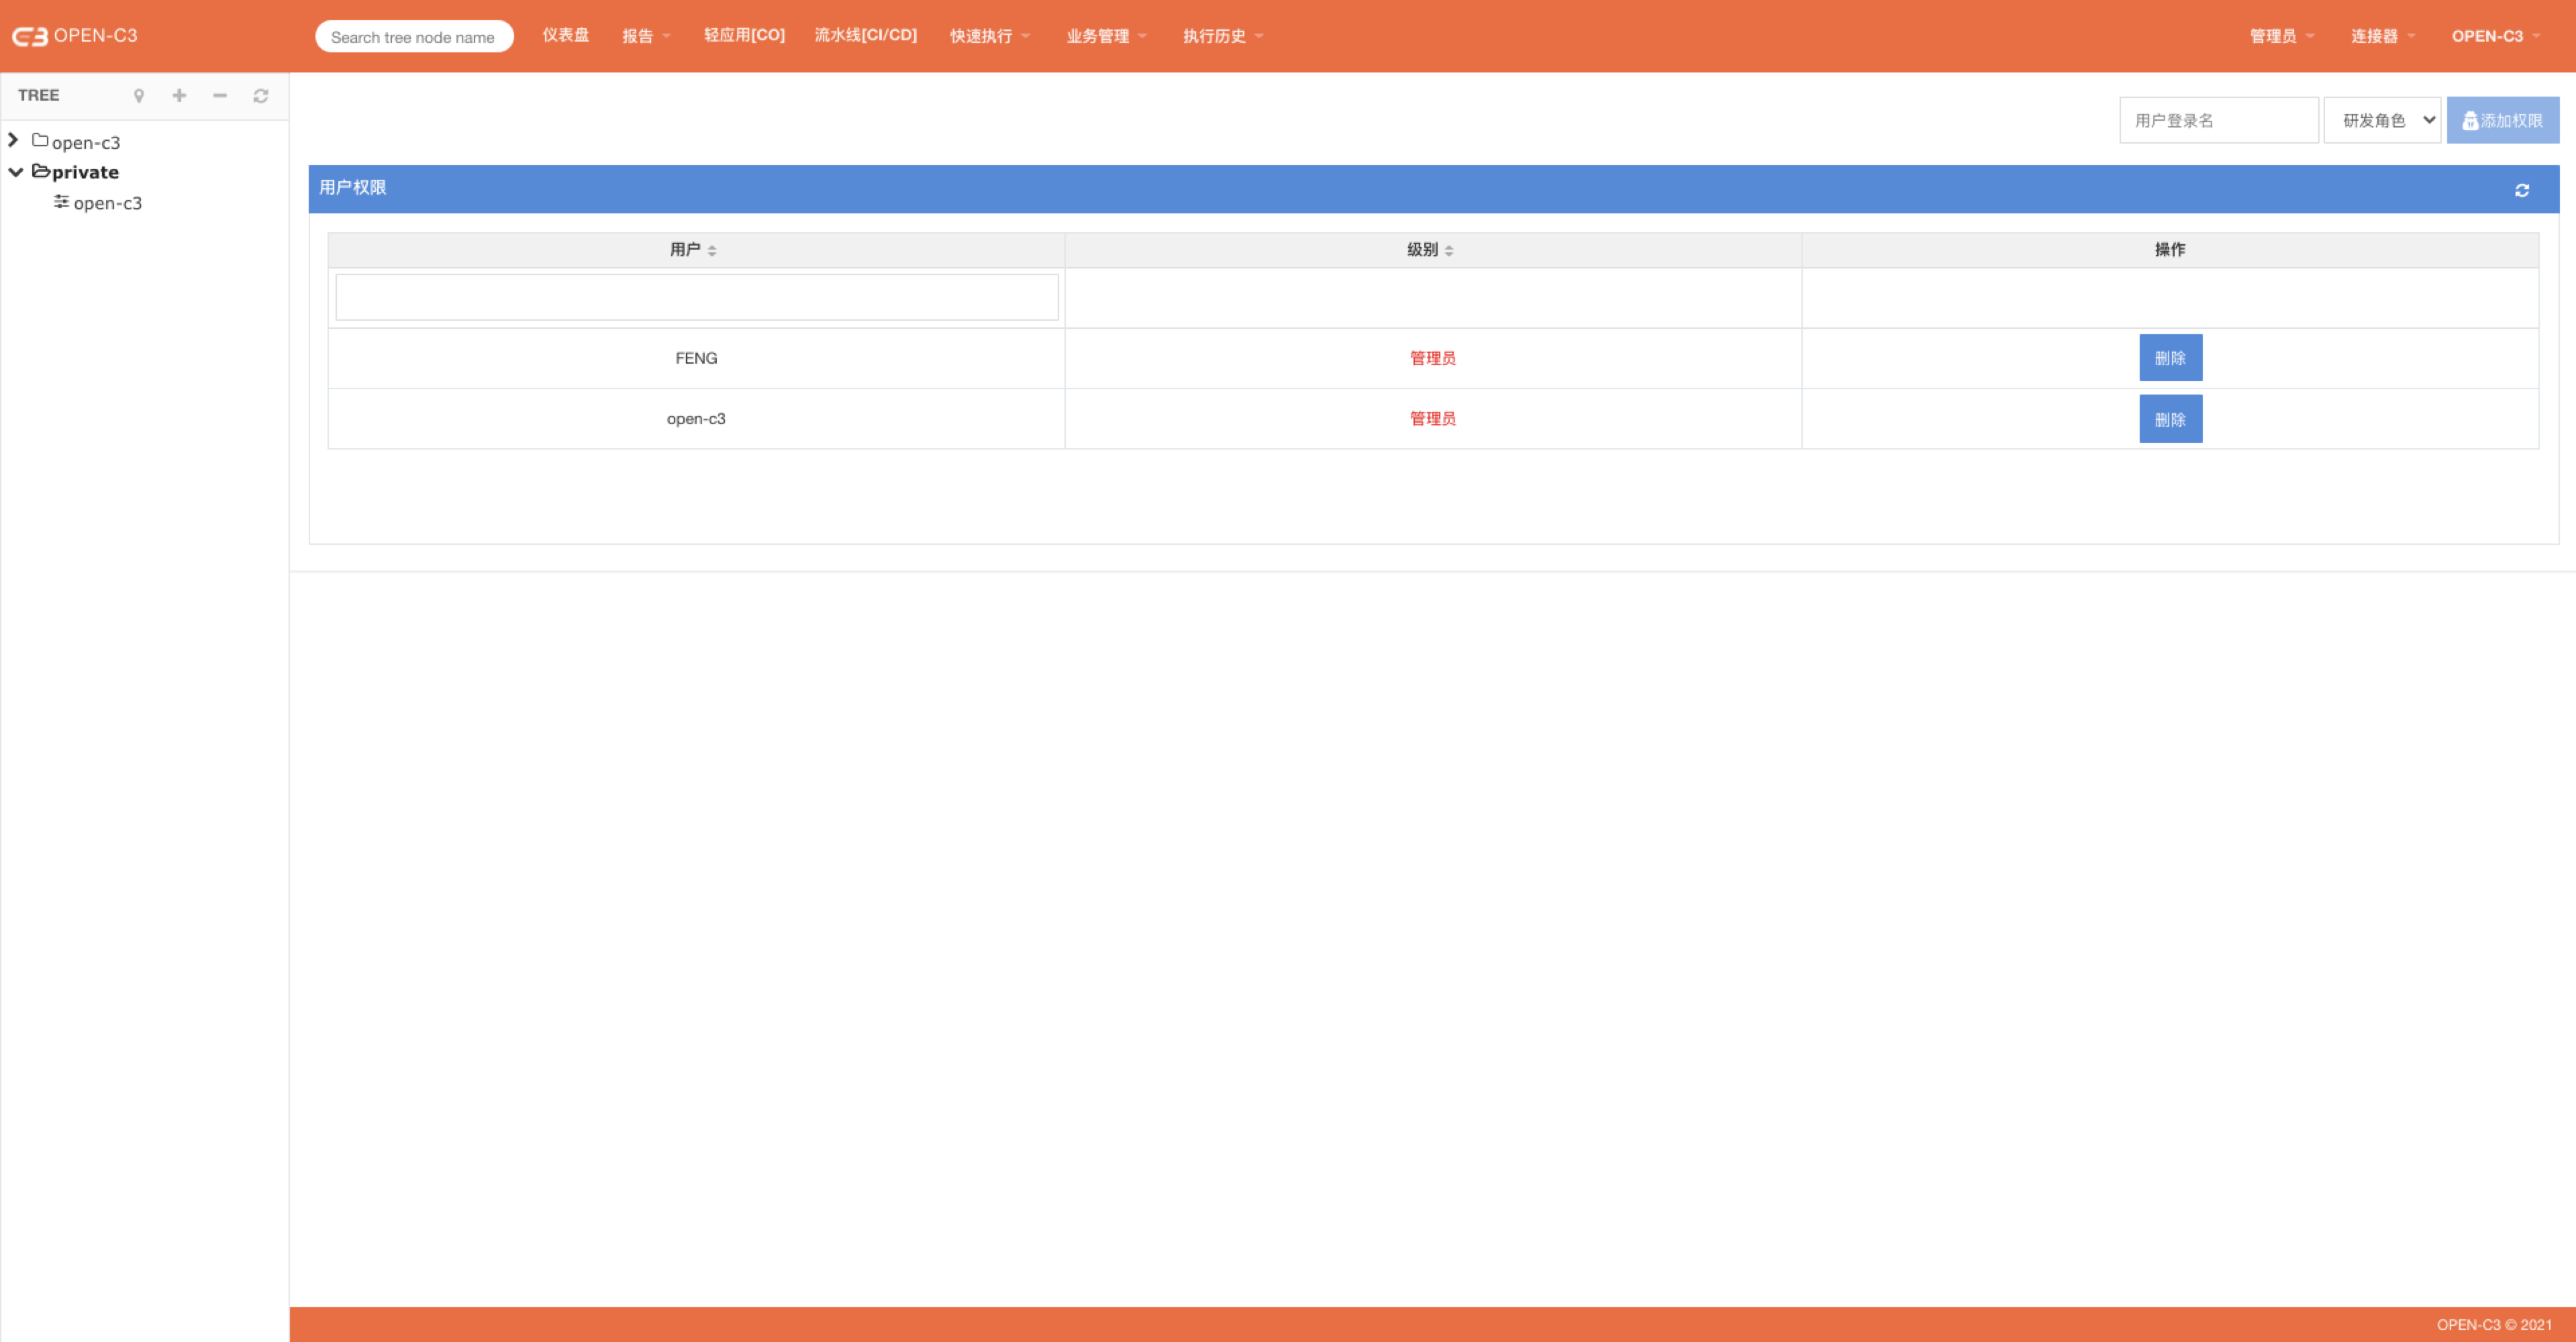 OPEN-C3
Search tree node name
仪表盘
报告
轻应用[CO]
流水线[CI/CD]
快速执行
业务管理
执行历史
管理员
连接器
OPEN-C3
TREE
open-c3
private
open-c3
用户登录名
研发角色
添加权限
用户权限
用户 级别 操作
FENG 管理员 删除
open-c3 管理员 删除
OPEN-C3 © 2021